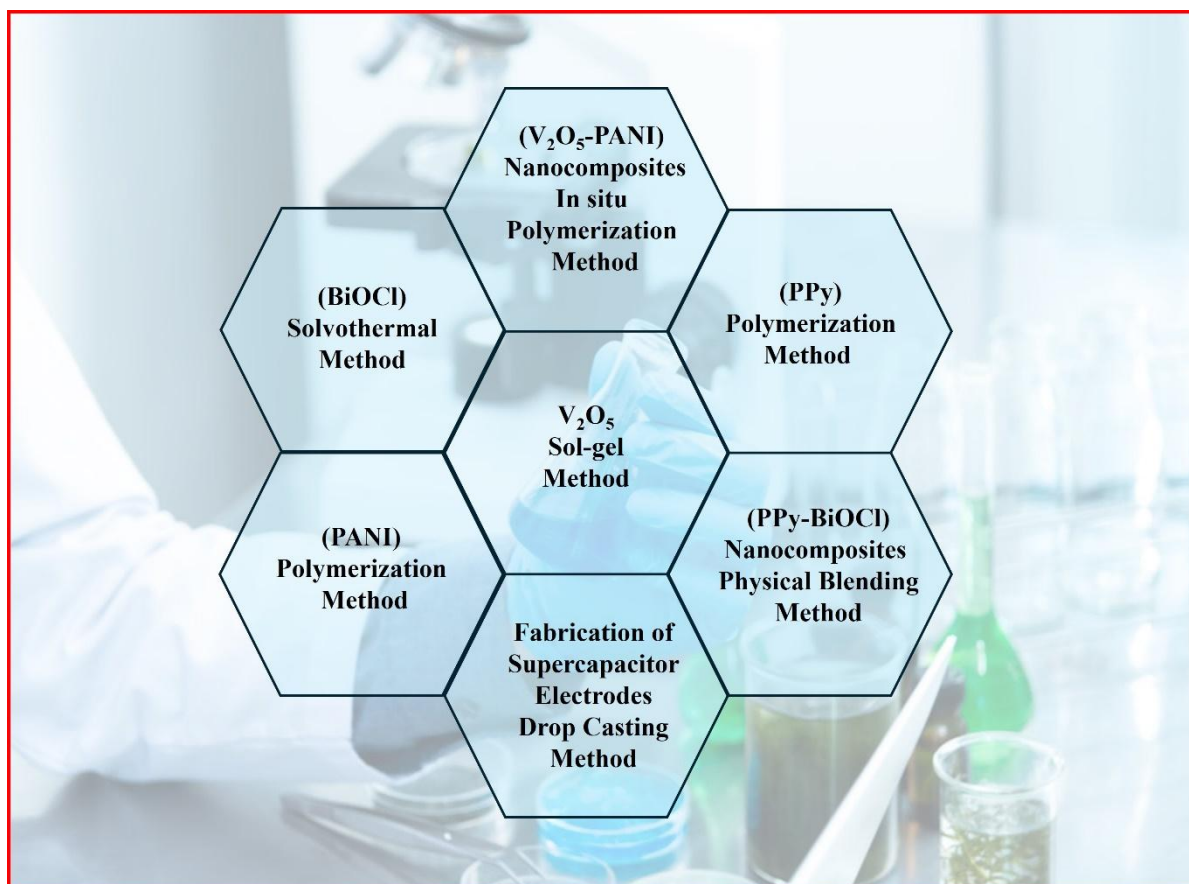 (V₂O₅-PANI)
Nanocomposites
In situ
Polymerization
Method
(BiOCl)
Solvothermal
Method
(PPy)
Polymerization
Method
V₂O₅
Sol-gel
Method
(PANI)
Polymerization
Method
(PPy-BiOCl)
Nanocomposites
Physical Blending
Method
Fabrication of
Supercapacitor
Electrodes
Drop Casting
Method